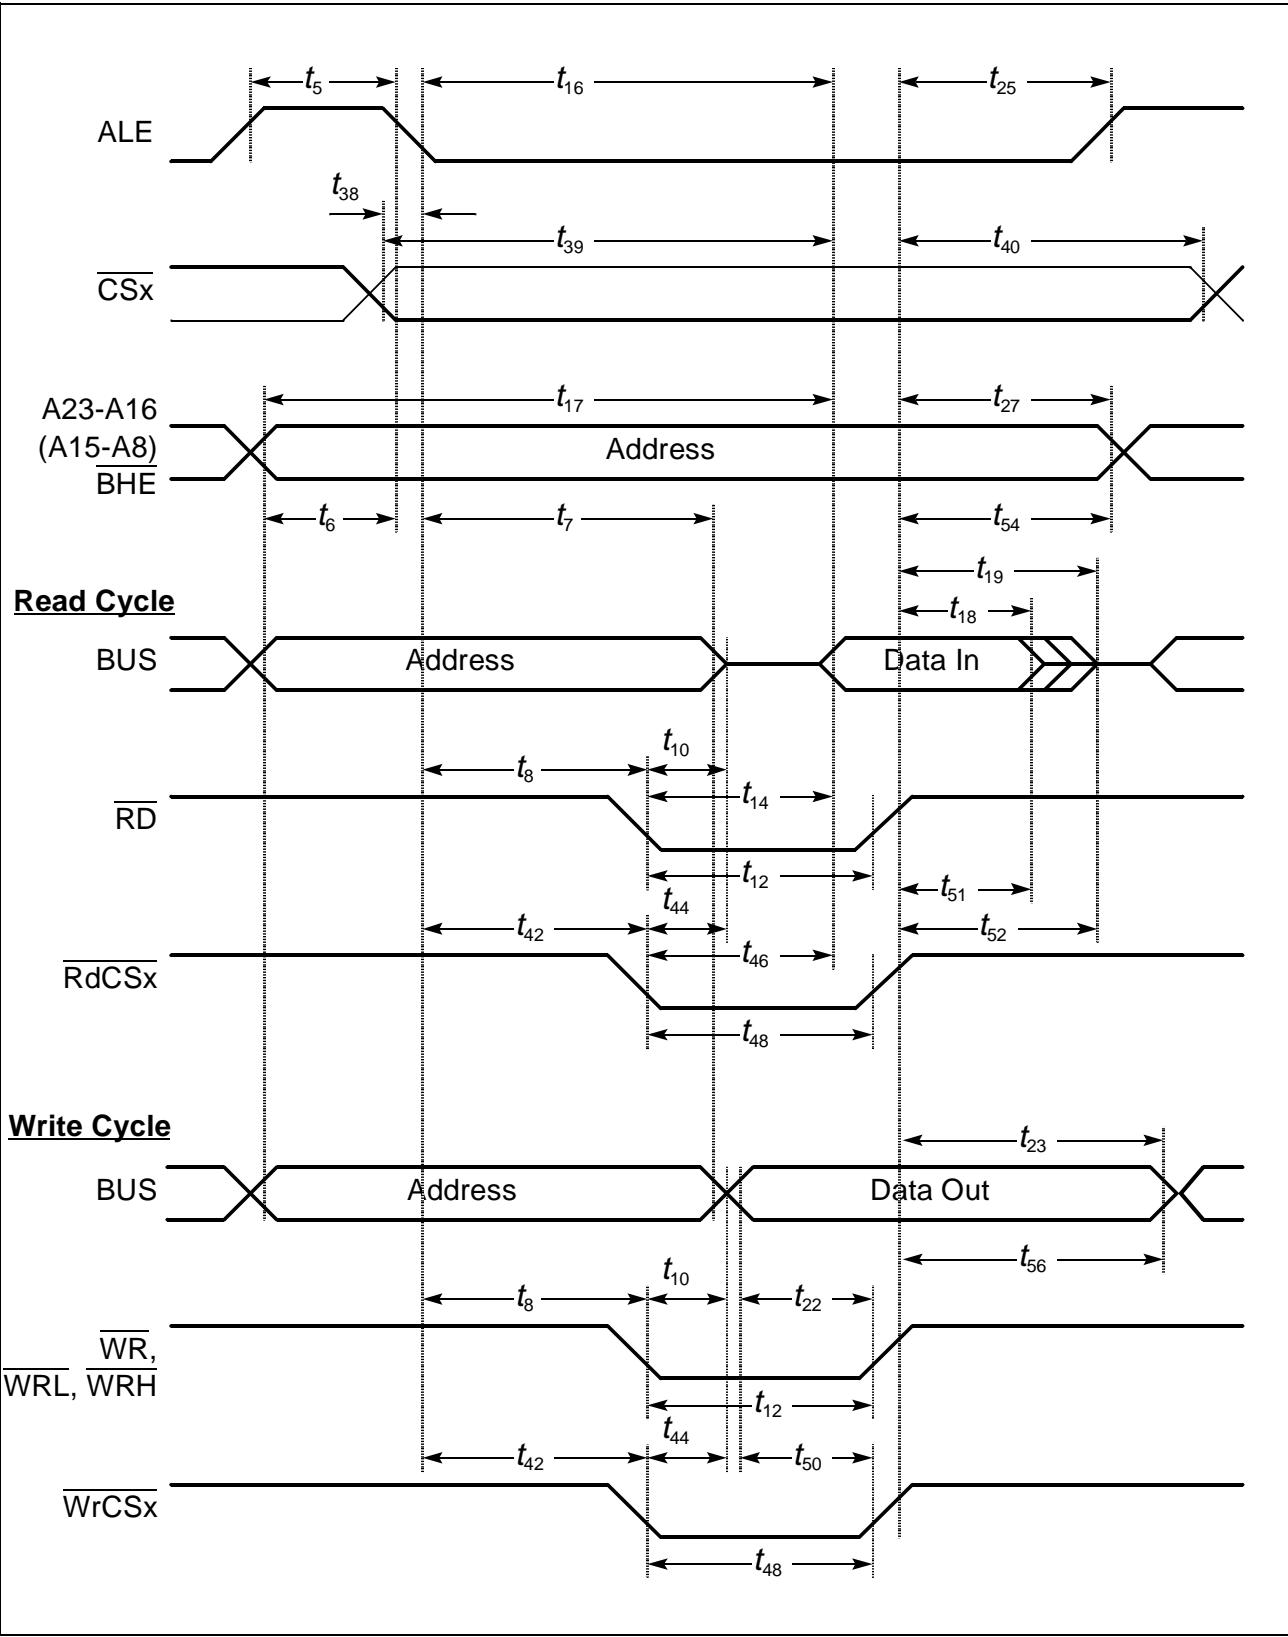 t5 t16 t25
ALE
t38
t39 t40
CSx
t17 t27
A23-A16
(A15-A8)
BHE
Address
t6 t7 t54
t19
Read Cycle
t18
BUS Address Data In
t10
t8
t14
RD
t12
t51
t44
t42 t52
t46
RdCSx
t48
Write Cycle
t23
BUS Address Data Out
t56
t10
t8 t22
WR,
WRL, WRH
t12
t44
t42 t50
WrCSx
t48